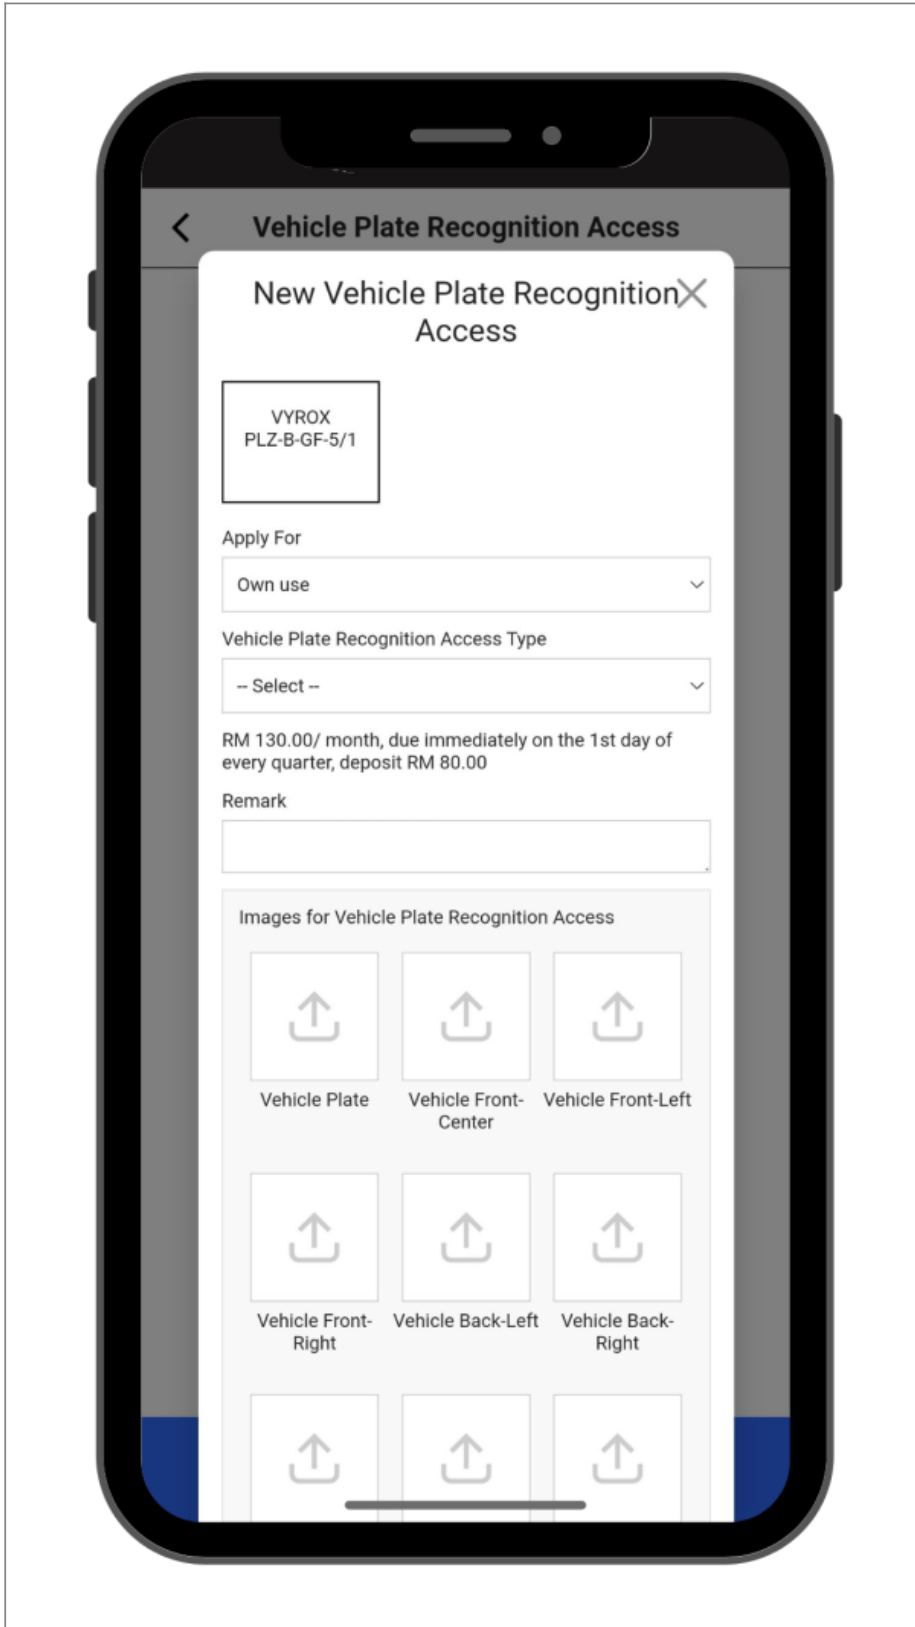 Vehicle Plate Recognition Access
New Vehicle Plate Recognition
Access
VYROX
PLZ-B-GF-5/1
Apply For
Own use
Vehicle Plate Recognition Access Type
-- Select --
RM 130.00/ month, due immediately on the 1st day of
every quarter, deposit RM 80.00
Remark
Images for Vehicle Plate Recognition Access
Vehicle Plate
Vehicle Front-
Center
Vehicle Front-Left
Vehicle Front-
Right
Vehicle Back-Left
Vehicle Back-
Right